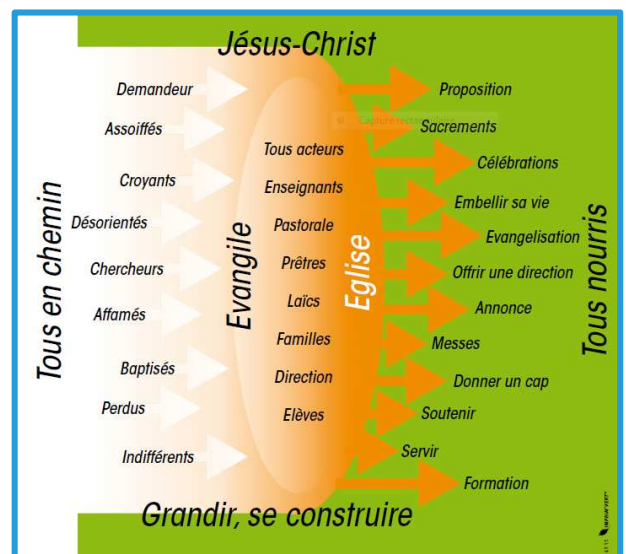 Jésus-Christ
Tous en chemin
Demandeur
Assoiffés
Croyants
Désorientés
Chercheurs
Affamés
Baptisés
Perdus
Indifférents
Evangile
Tous acteurs
Enseignants
Pastorale
Prêtres
Laïcs
Familles
Direction
Elèves
Eglise
Proposition
Sacrements
Célébrations
Embellir sa vie
Evangelisation
Offrir une direction
Annonce
Messes
Donner un cap
Soutenir
Servir
Formation
Tous nourris
Grandir, se construire